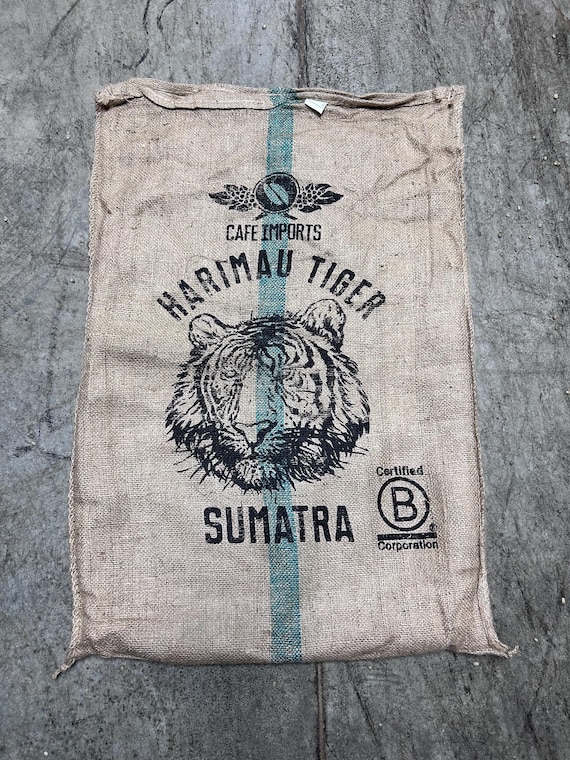 CAFE IMPORTS
HARIMAU TIGER
SUMATRA
Certified
B
Corporation